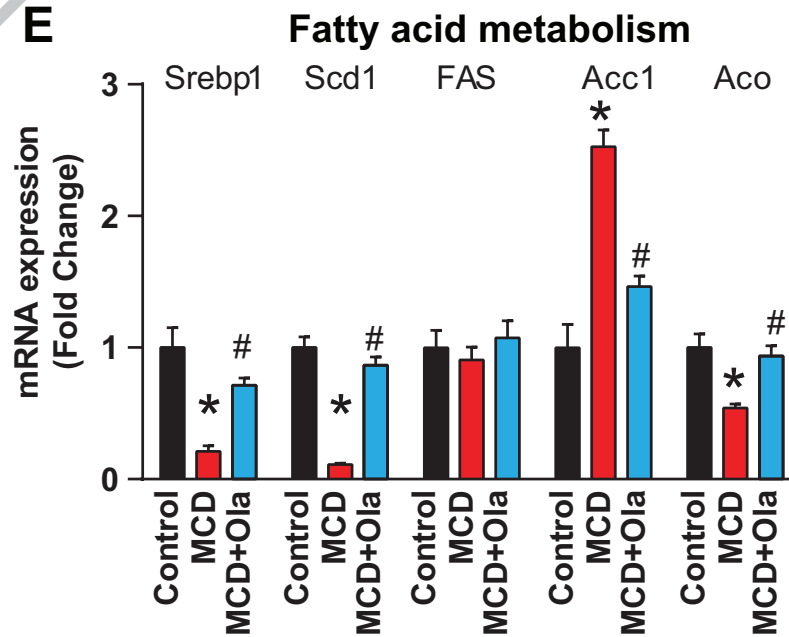 E
Fatty acid metabolism
Srebp1 Scd1 FAS Acc1 Aco
mRNA expression
(Fold Change)
3
2
1
0
*
#
*
#
*
#
*
#
Control
MCD
MCD+Ola
Control
MCD
MCD+Ola
Control
MCD
MCD+Ola
Control
MCD
MCD+Ola
Control
MCD
MCD+Ola